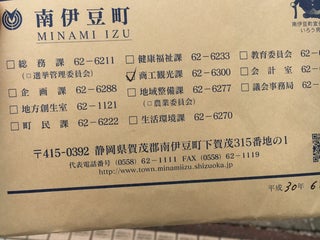 南伊豆町
MINAMI IZU
南伊豆町
□総務課 62-6211 □健康福祉課 62-6233 □教育委員会
(□選挙管理委員会) ☑商工観光課 62-6300 □会計室 62-
□企画課 62-6288 □地域整備課 62-6277 □議会事務局 62-
□地方創生室 62-1121 (□農業委員会)
□町民課 62-6222 □生活環境課 62-6270
〒415-0392 静岡県賀茂郡南伊豆町下賀茂315番地の1
代表電話番号 (0558) 62-1111 FAX (0558) 62-1119
http://www.town.minamiizu.shizuoka.jp
平成30年 6